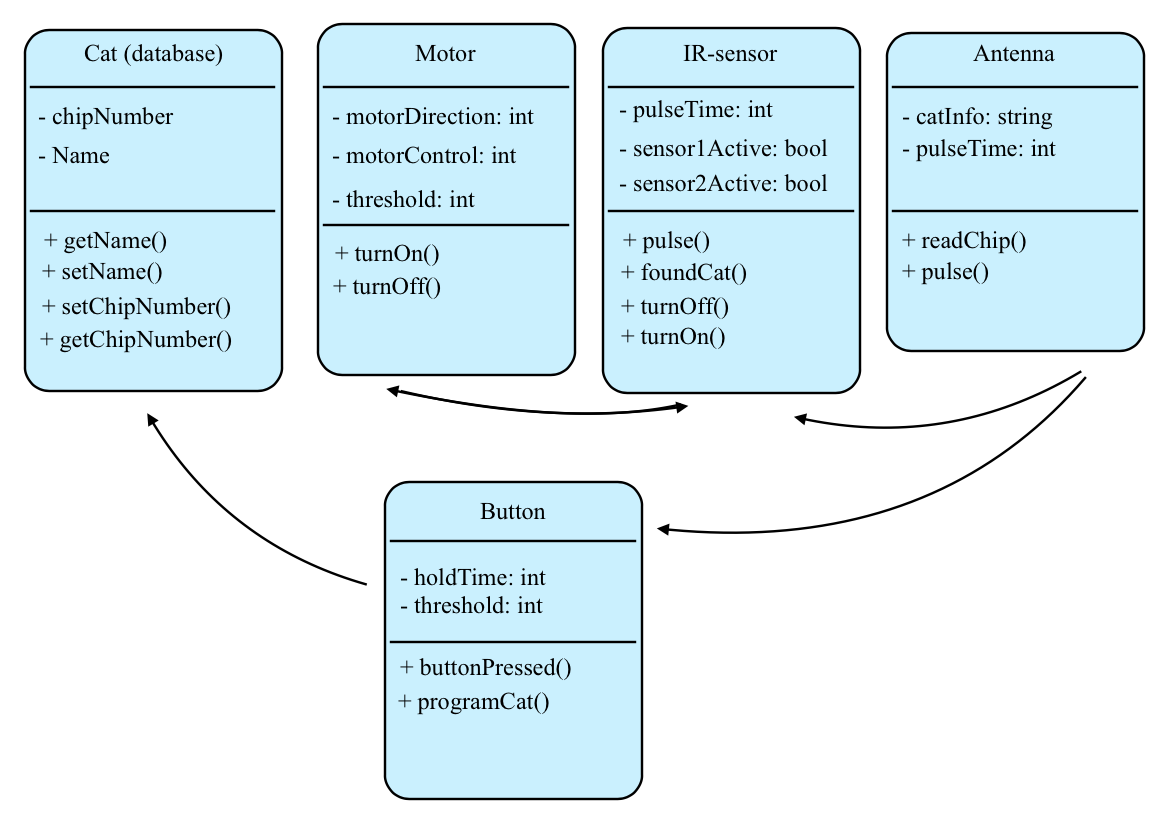 Cat (database)
- chipNumber
- Name
+ getName()
+ setName()
+ setChipNumber()
+ getChipNumber()
Motor
- motorDirection: int
- motorControl: int
- threshold: int
+ turnOn()
+ turnOff()
IR-sensor
- pulseTime: int
- sensor1Active: bool
- sensor2Active: bool
+ pulse()
+ foundCat()
+ turnOff()
+ turnOn()
Antenna
- catInfo: string
- pulseTime: int
+ readChip()
+ pulse()
Button
- holdTime: int
- threshold: int
+ buttonPressed()
+ programCat()